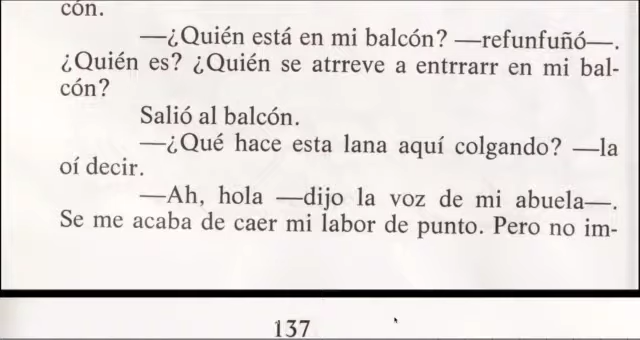 cón.
—¿Quién está en mi balcón? —refunfuñó—.
¿Quién es? ¿Quién se atrreve a entrrarr en mi bal-
cón?
Salió al balcón.
—¿Qué hace esta lana aquí colgando? —la
oí decir.
—Ah, hola —dijo la voz de mi abuela—.
Se me acaba de caer mi labor de punto. Pero no im-
137